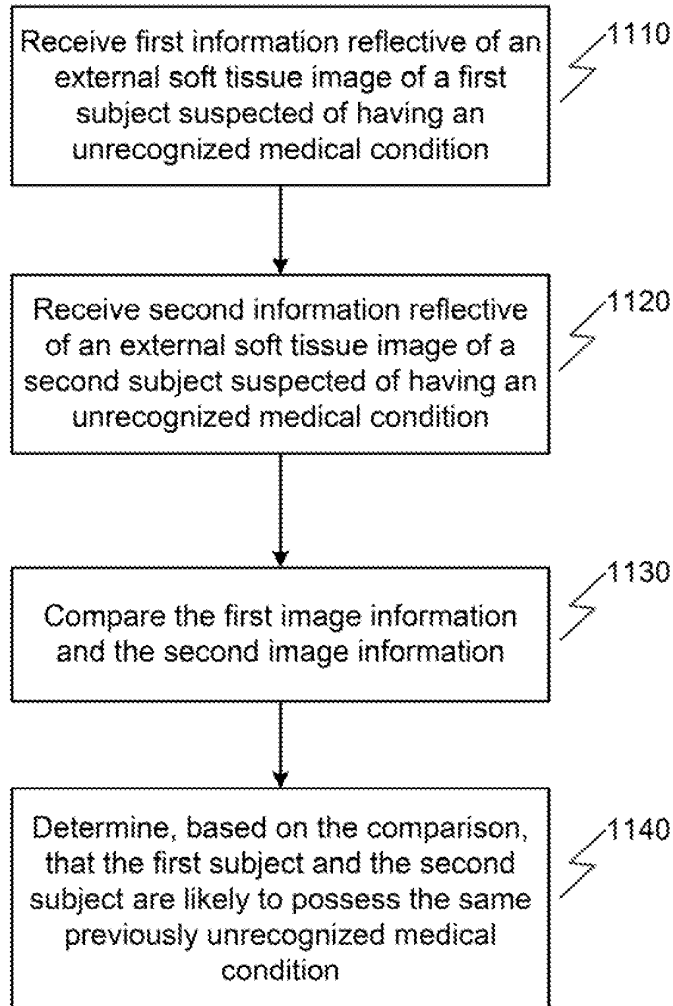 Receive first information reflective of an
external soft tissue image of a first
subject suspected of having an
unrecognized medical condition
1110
Receive second information reflective
of an external soft tissue image of a
second subject suspected of having an
unrecognized medical condition
1120
Compare the first image information
and the second image information
1130
Determine, based on the comparison,
that the first subject and the second
subject are likely to possess the same
previously unrecognized medical
condition
1140